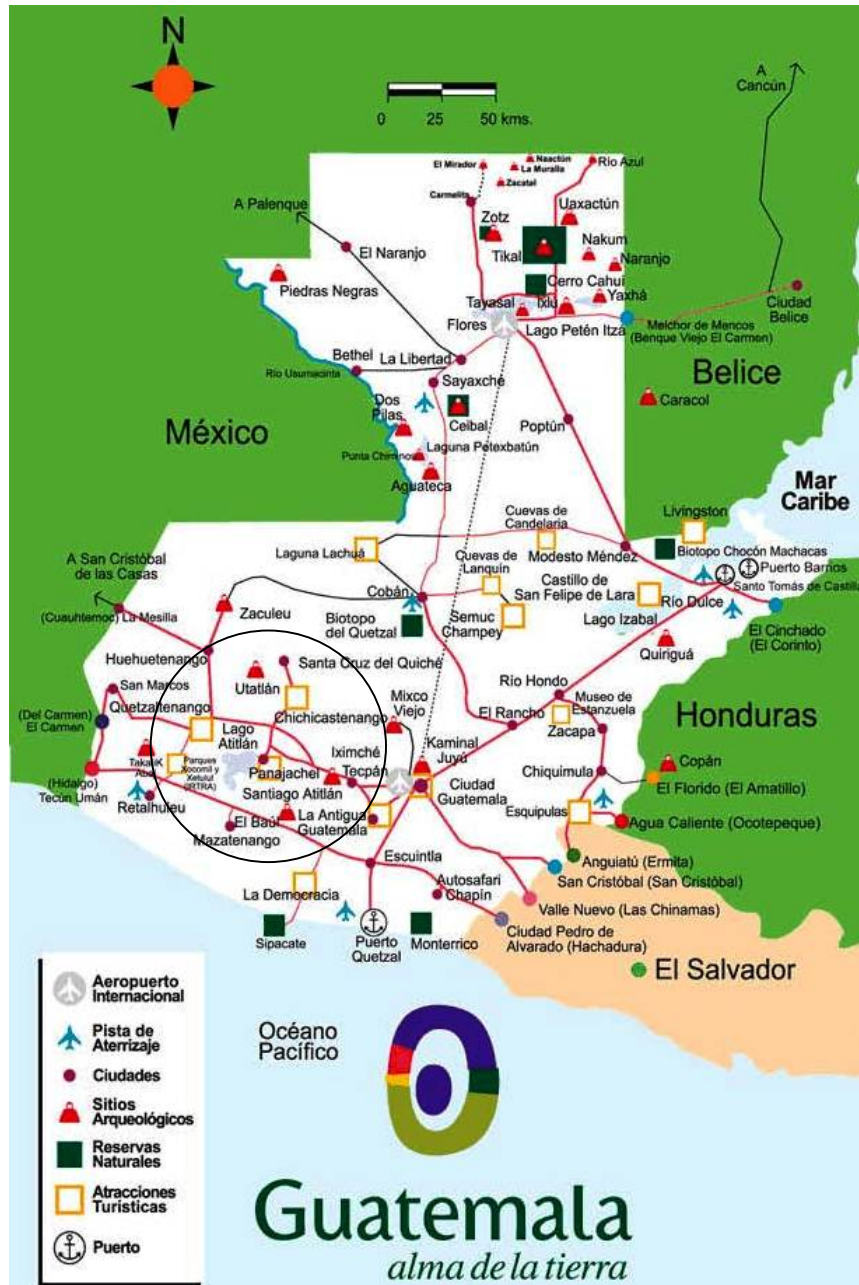 N
0 25 50 kms.
A
Cancún
El Mirador
Naactún
La Muralla
Zacatal
Río Azul
Carmelita
Uaxactún
Zotz
A Palenque
Tikal
Nakum
El Naranjo
Naranjo
Piedras Negras
Cerro Cahuí
Tayasal
Ixlú
Yaxhá
Ciudad
Belice
Flores
Lago Petén Itzá
Melchor de Mencos
(Benque Viejo El Carmen)
Bethel
La Libertad
Río Usumacinta
Sayaxché
Belice
Dos
Pilas
Ceibal
Caracol
México
Poptún
Punta Chiminos
Laguna Petexbatún
Aguateca
Mar
Caribe
Cuevas de
Candelaria
Livingston
Laguna Lachuá
Modesto Méndez
Biotopo Chocón Machacas
A San Cristóbal
de las Casas
Cuevas de
Lanquín
Puerto Barrios
Santo Tomás de Castilla
Cobán
Castillo de
San Felipe de Lara
Río Dulce
(Cuauhtemoc) La Mesilla
Zaculeu
Biotopo
del Quetzal
Semuc
Champey
Lago Izabal
El Cinchado
(El Corinto)
Quiriguá
Huehuetenango
Santa Cruz del Quiché
Río Hondo
San Marcos
Utatlán
Mixco
Viejo
Museo de
Estanzuela
Quetzaltenango
Chichicastenango
El Rancho
Honduras
(Del Carmen)
El Carmen
Lago
Atitlán
Zacapa
Iximché
Kaminal
Juyú
Takalik
Abaj
Parques
Xocomil y
Xetulul
(IRTRA)
Panajachel
Tecpán
Chiquimula
Copán
(Hidalgo)
Tecún Umán
Santiago Atitlán
Ciudad
Guatemala
El Florido (El Amatillo)
Retalhuleu
Esquipulas
El Baúl
La Antigua
Guatemala
Agua Caliente (Ocotepeque)
Mazatenango
Escuintla
Anguiatú (Ermita)
San Cristóbal (San Cristóbal)
La Democracia
Autosafari
Chapín
Valle Nuevo (Las Chinamas)
Sipacate
Puerto
Quetzal
Monterrico
Ciudad Pedro de
Alvarado (Hachadura)
El Salvador
Aeropuerto
Internacional
Pista de
Aterrizaje
Ciudades
Sitios
Arqueológicos
Reservas
Naturales
Atracciones
Turísticas
Puerto
Océano
Pacífico
Guatemala
alma de la tierra